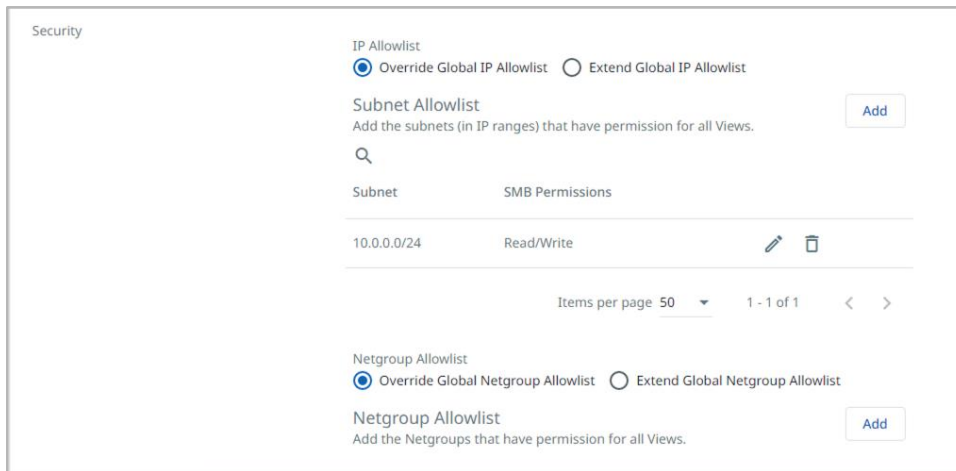 Security
IP Allowlist
Override Global IP Allowlist Extend Global IP Allowlist
Subnet Allowlist
Add
Add the subnets (in IP ranges) that have permission for all Views.
Subnet SMB Permissions
10.0.0.0/24 Read/Write
Items per page 50 1 - 1 of 1
Netgroup Allowlist
Override Global Netgroup Allowlist Extend Global Netgroup Allowlist
Netgroup Allowlist
Add
Add the Netgroups that have permission for all Views.